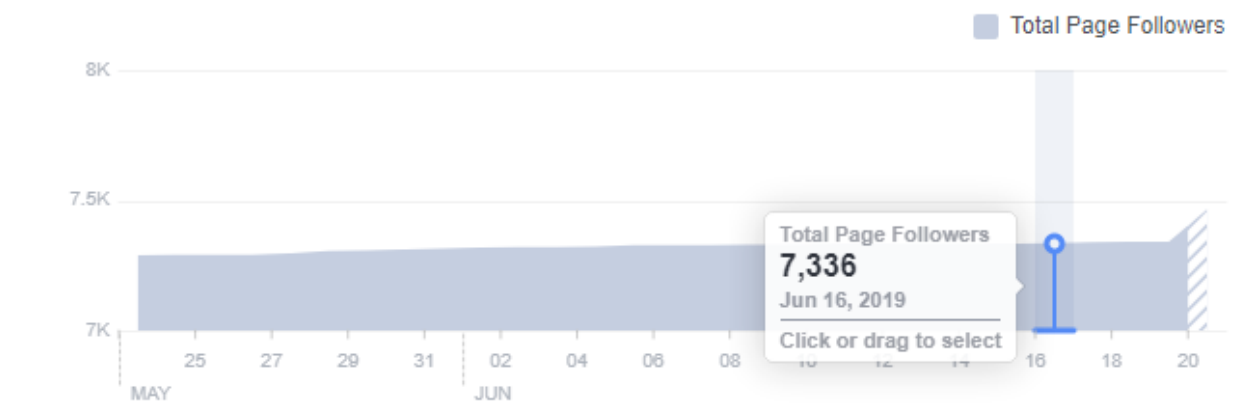 Total Page Followers
8K
7.5K
Total Page Followers
7,336
Jun 16, 2019
Click or drag to select
7K
25 27 29 31 02 04 06 08 10 12 14 16 18 20
MAY JUN